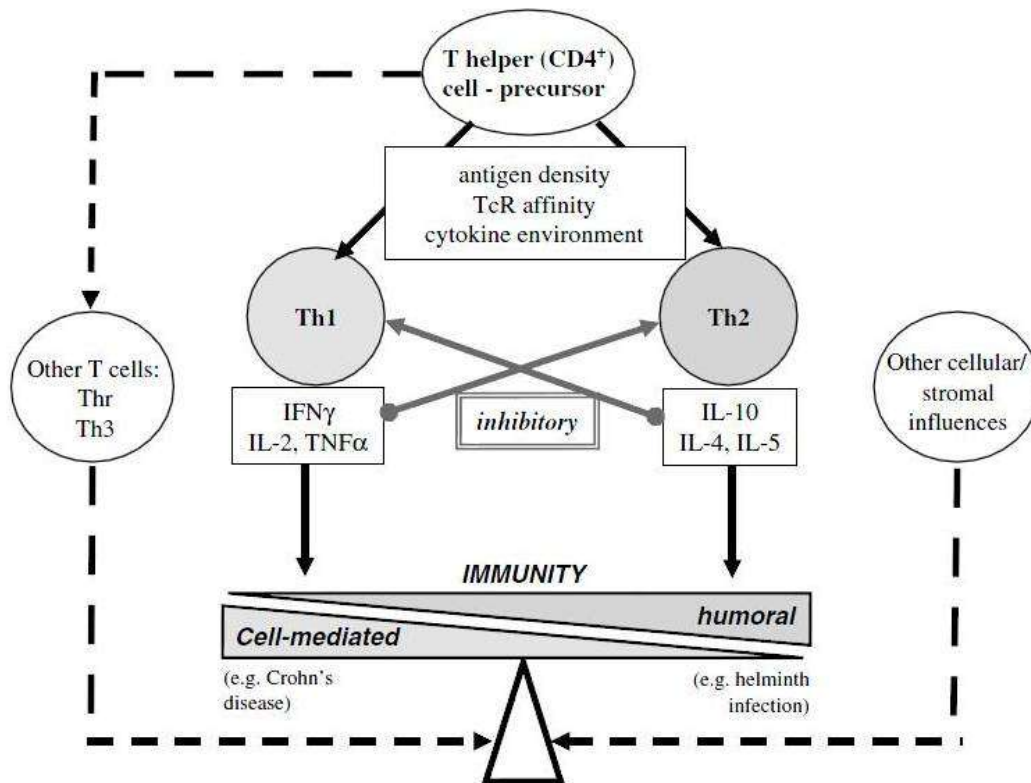 T helper (CD4⁺)
cell - precursor
antigen density
TcR affinity
cytokine environment
Th1
Th2
Other T cells:
Thr
Th3
Other cellular/
stromal
influences
IFNγ
IL-2, TNFα
inhibitory
IL-10
IL-4, IL-5
IMMUNITY
humoral
Cell-mediated
(e.g. Crohn's
disease)
(e.g. helminth
infection)